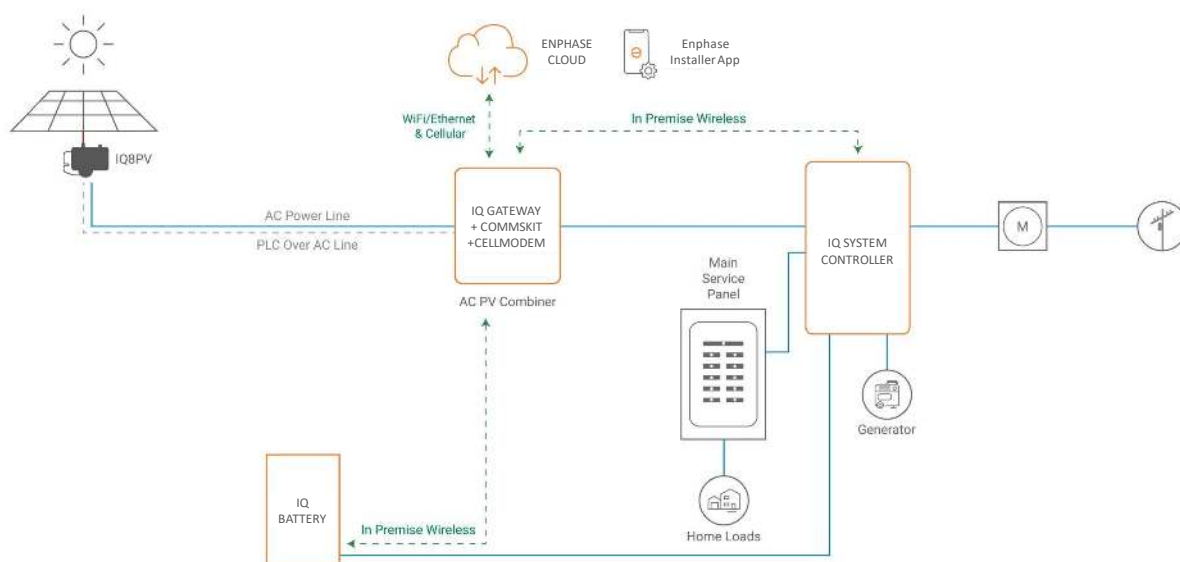 ENPHASE
CLOUD
Enphase
Installer App
WiFi/Ethernet
& Cellular
In Premise Wireless
IQ8PV
AC Power Line
PLC Over AC Line
IQ GATEWAY
+ COMMSKIT
+CELLMODEM
AC PV Combiner
IQ SYSTEM
CONTROLLER
M
Main
Service
Panel
Generator
Home Loads
IQ
BATTERY
In Premise Wireless